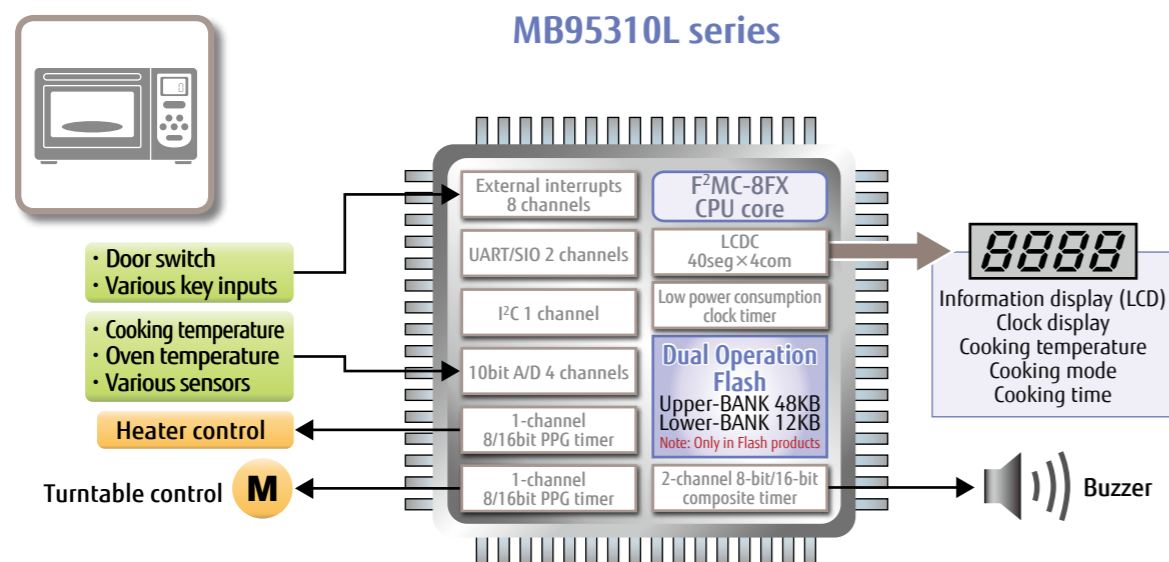 MB95310L series
External interrupts
8 channels
UART/SIO 2 channels
I²C 1 channel
10bit A/D 4 channels
1-channel
8/16bit PPG timer
1-channel
8/16bit PPG timer
F²MC-8FX
CPU core
LCDC
40seg×4com
Low power consumption
clock timer
Dual Operation
Flash
Upper-BANK 48KB
Lower-BANK 12KB
Note: Only in Flash products
2-channel 8-bit/16-bit
composite timer
・Door switch
・Various key inputs
・Cooking temperature
・Oven temperature
・Various sensors
Heater control
Turntable control M
8888
Information display (LCD)
Clock display
Cooking temperature
Cooking mode
Cooking time
Buzzer